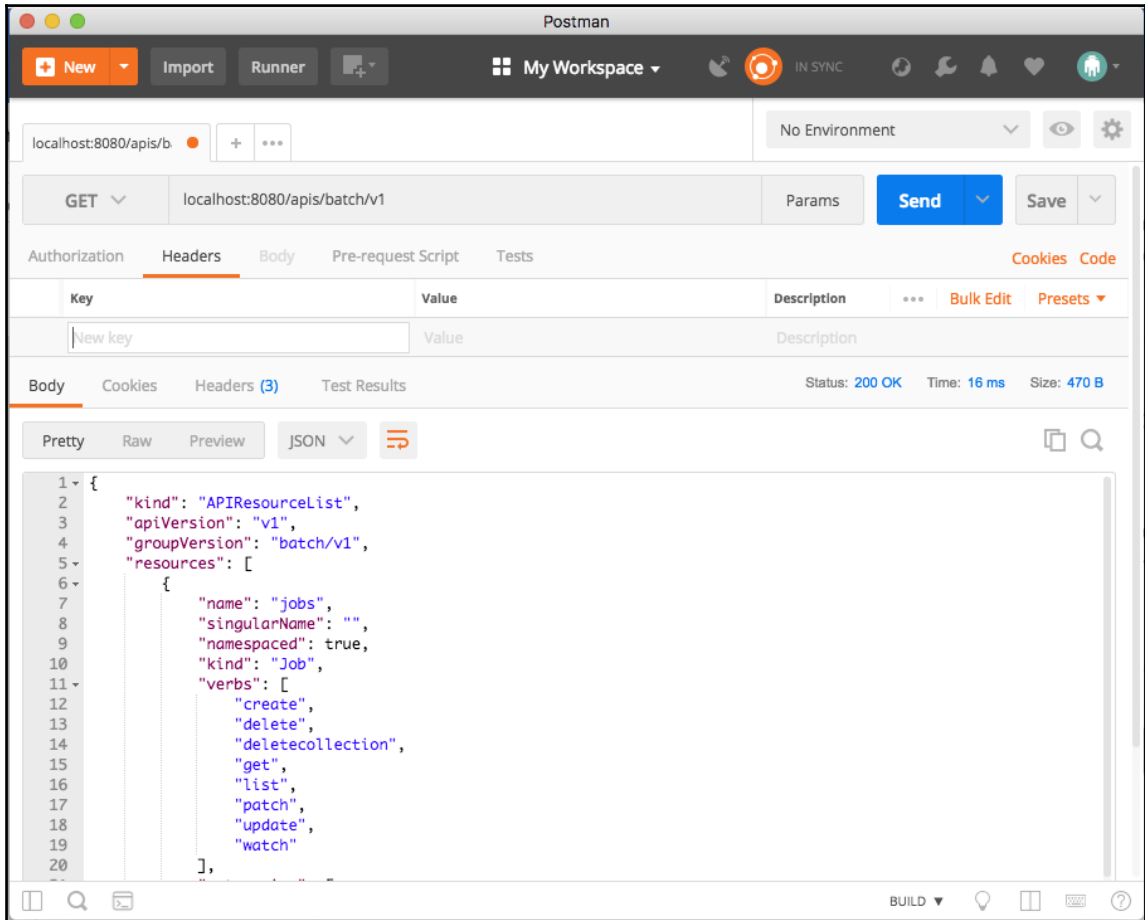 Postman
New Import Runner My Workspace IN SYNC
localhost:8080/apis/b + ••• No Environment
GET localhost:8080/apis/batch/v1 Params Send Save
Authorization Headers Body Pre-request Script Tests Cookies Code
Key Value Description ••• Bulk Edit Presets
New key Value Description
Body Cookies Headers (3) Test Results Status: 200 OK Time: 16 ms Size: 470 B
Pretty Raw Preview JSON
1 {
2 "kind": "APIResourceList",
3 "apiVersion": "v1",
4 "groupVersion": "batch/v1",
5 "resources": [
6 {
7 "name": "jobs",
8 "singularName": "",
9 "namespaced": true,
10 "kind": "Job",
11 "verbs": [
12 "create",
13 "delete",
14 "deletecollection",
15 "get",
16 "list",
17 "patch",
18 "update",
19 "watch"
20 ],
BUILD